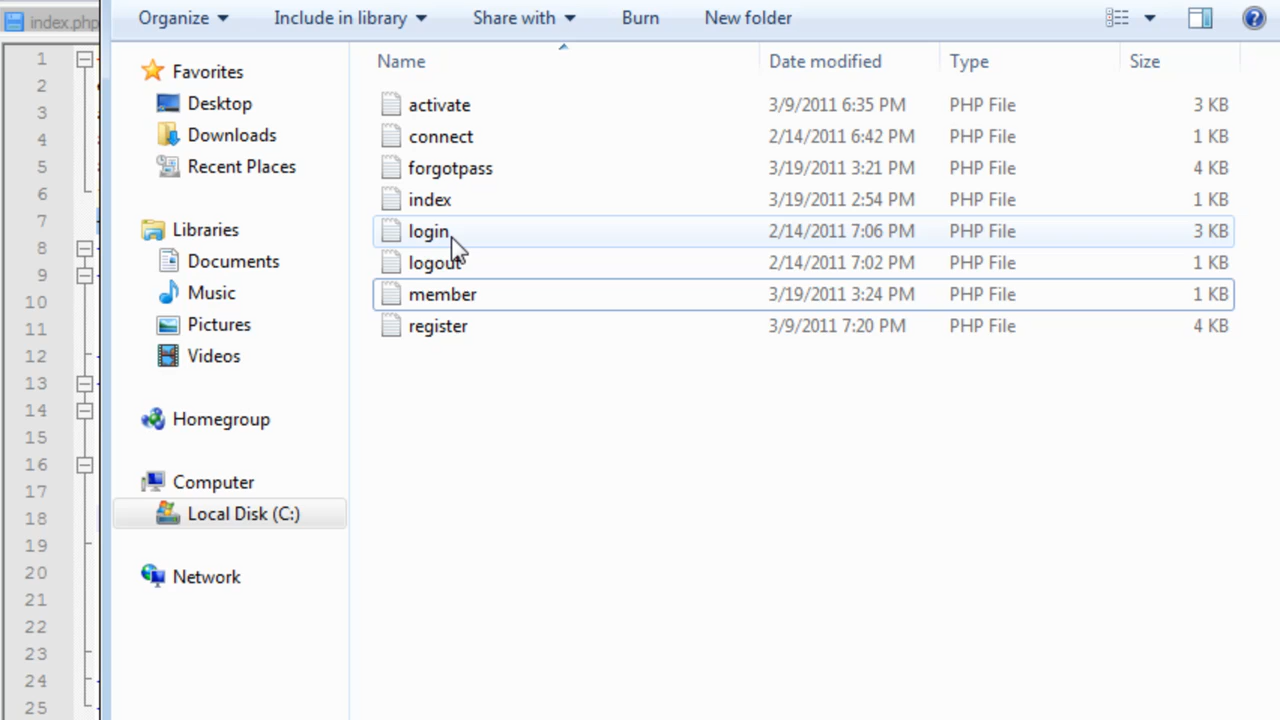 Organize Include in library Share with Burn New folder
index.php
Name Date modified Type Size
Favorites
Desktop
Downloads
Recent Places
Libraries
Documents
Music
Pictures
Videos
Homegroup
Computer
Local Disk (C:)
Network
activate 3/9/2011 6:35 PM PHP File 3 KB
connect 2/14/2011 6:42 PM PHP File 1 KB
forgotpass 3/19/2011 3:21 PM PHP File 4 KB
index 3/19/2011 2:54 PM PHP File 1 KB
login 2/14/2011 7:06 PM PHP File 3 KB
logout 2/14/2011 7:02 PM PHP File 1 KB
member 3/19/2011 3:24 PM PHP File 1 KB
register 3/9/2011 7:20 PM PHP File 4 KB
1
2
3
4
5
6
7
8
9
10
11
12
13
14
15
16
17
18
19
20
21
22
23
24
25